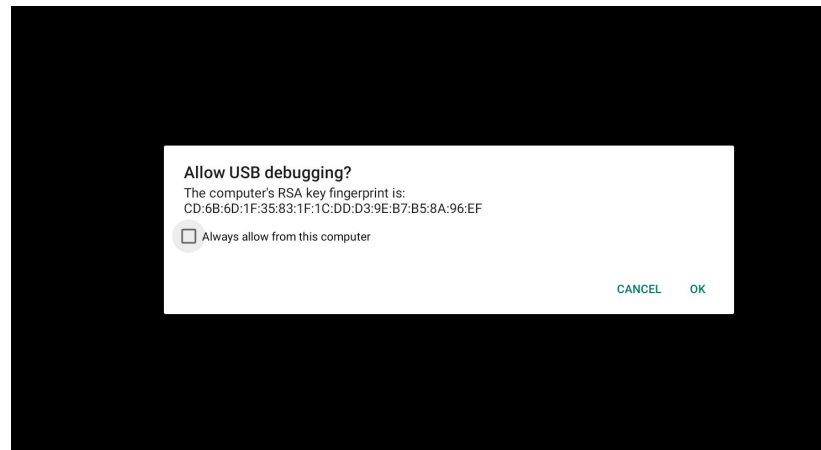 Allow USB debugging?
The computer's RSA key fingerprint is:
CD:6B:6D:1F:35:83:1F:1C:DD:D3:9E:B7:B5:8A:96:EF
Always allow from this computer
CANCEL OK